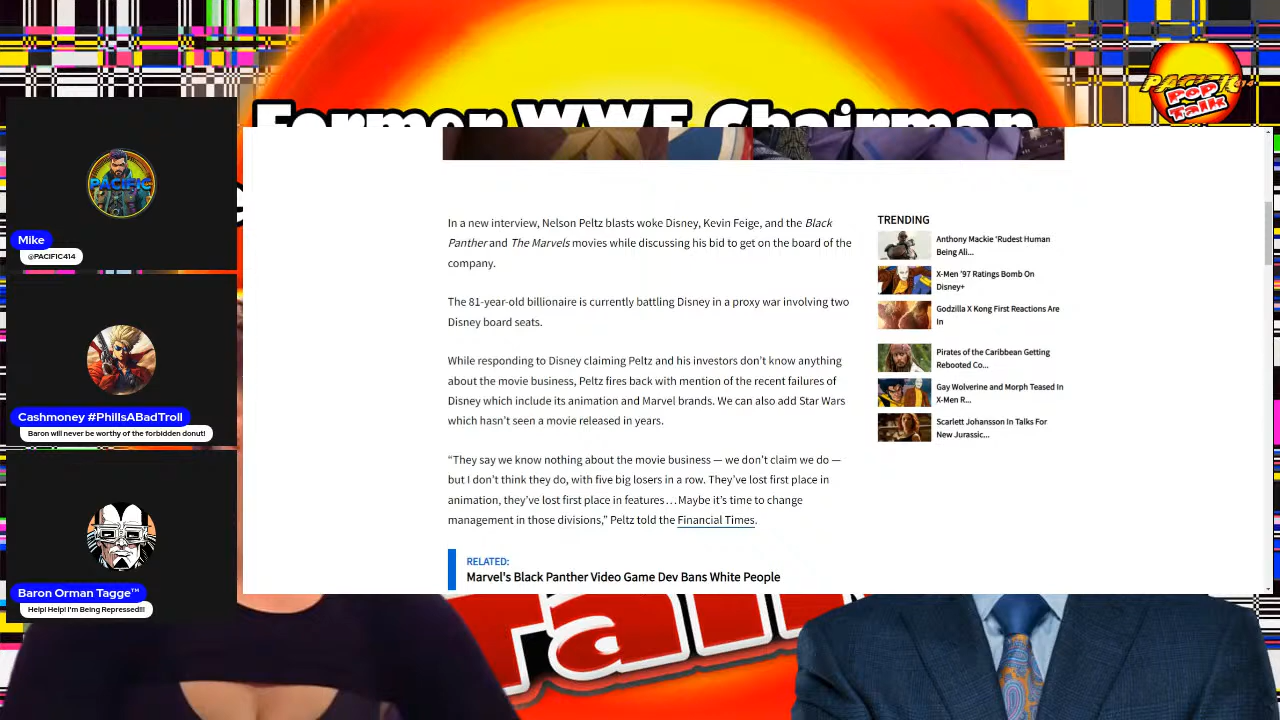 Former WWE Chairman
PACIFIC
Pop
Talk
PACIFIC
Mike
@PACIFIC414
Cashmoney #PhillsABadTroll
Baron will never be worthy of the forbidden donut!
Baron Orman Tagge™
Help! Help! I'm Being Repressed!!!
In a new interview, Nelson Peltz blasts woke Disney, Kevin Feige, and the Black
Panther and The Marvels movies while discussing his bid to get on the board of the
company.
The 81-year-old billionaire is currently battling Disney in a proxy war involving two
Disney board seats.
While responding to Disney claiming Peltz and his investors don't know anything
about the movie business, Peltz fires back with mention of the recent failures of
Disney which include its animation and Marvel brands. We can also add Star Wars
which hasn't seen a movie released in years.
“They say we know nothing about the movie business — we don't claim we do —
but I don't think they do, with five big losers in a row. They've lost first place in
animation, they've lost first place in features…Maybe it's time to change
management in those divisions,” Peltz told the Financial Times.
RELATED:
Marvel's Black Panther Video Game Dev Bans White People
TRENDING
Anthony Mackie 'Rudest Human
Being Ali...
X-Men '97 Ratings Bomb On
Disney+
Godzilla X Kong First Reactions Are
In
Pirates of the Caribbean Getting
Rebooted Co...
Gay Wolverine and Morph Teased In
X-Men R...
Scarlett Johansson In Talks For
New Jurassic...